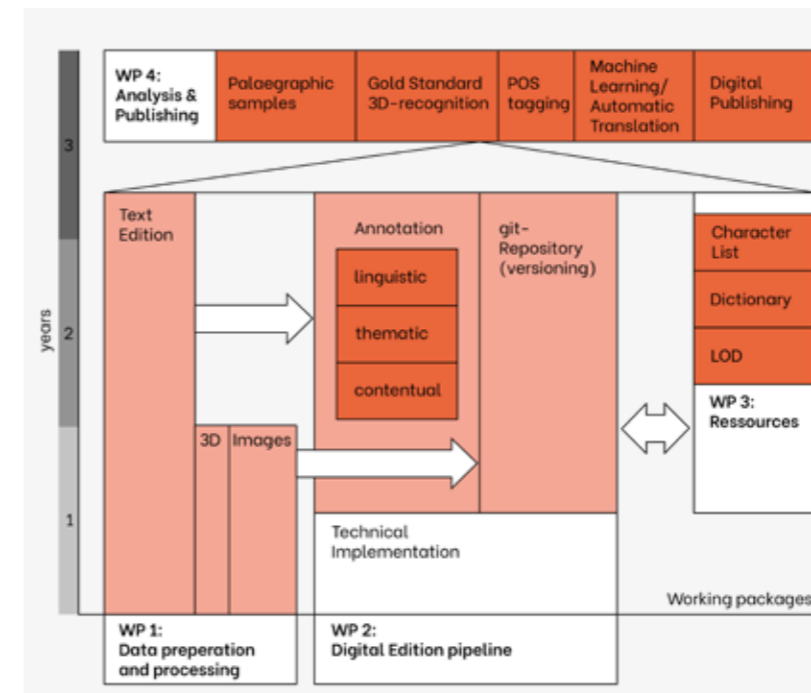 WP 4:
Analysis &
Publishing
Palaegraphic
samples
Gold Standard
3D-recognition
POS
tagging
Machine
Learning/
Automatic
Translation
Digital
Publishing
3
Text
Edition
Annotation
linguistic
thematic
contentual
git-
Repository
(versioning)
Character
List
Dictionary
LOD
WP 3:
Ressources
years
2
3D
Images
1
Technical
Implementation
Working packages
WP 1:
Data preperation
and processing
WP 2:
Digital Edition pipeline